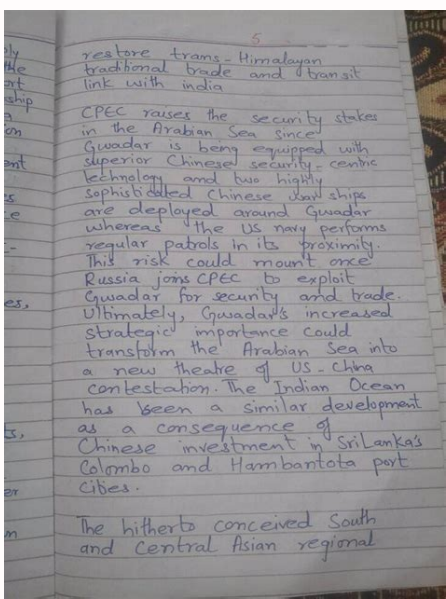 5
restore trans-Himalayan
traditional trade and transit
link with india
CPEC raises the security stakes
in the Arabian Sea since
Gwadar is being equipped with
superior Chinese security-centric
technology and two highly
sophisticated Chinese war ships
are deployed around Gwadar
whereas the US navy performs
regular patrols in its proximity.
This risk could mount once
Russia joins CPEC to exploit
Gwadar for security and trade.
Ultimately, Gwadar's increased
strategic importance could
transform the Arabian Sea into
a new theatre of US-China
contestation. The Indian Ocean
has been a similar development
as a consequence of
Chinese investment in SriLanka's
Colombo and Hambantota port
cities.
The hitherto conceived South
and Central Asian regional